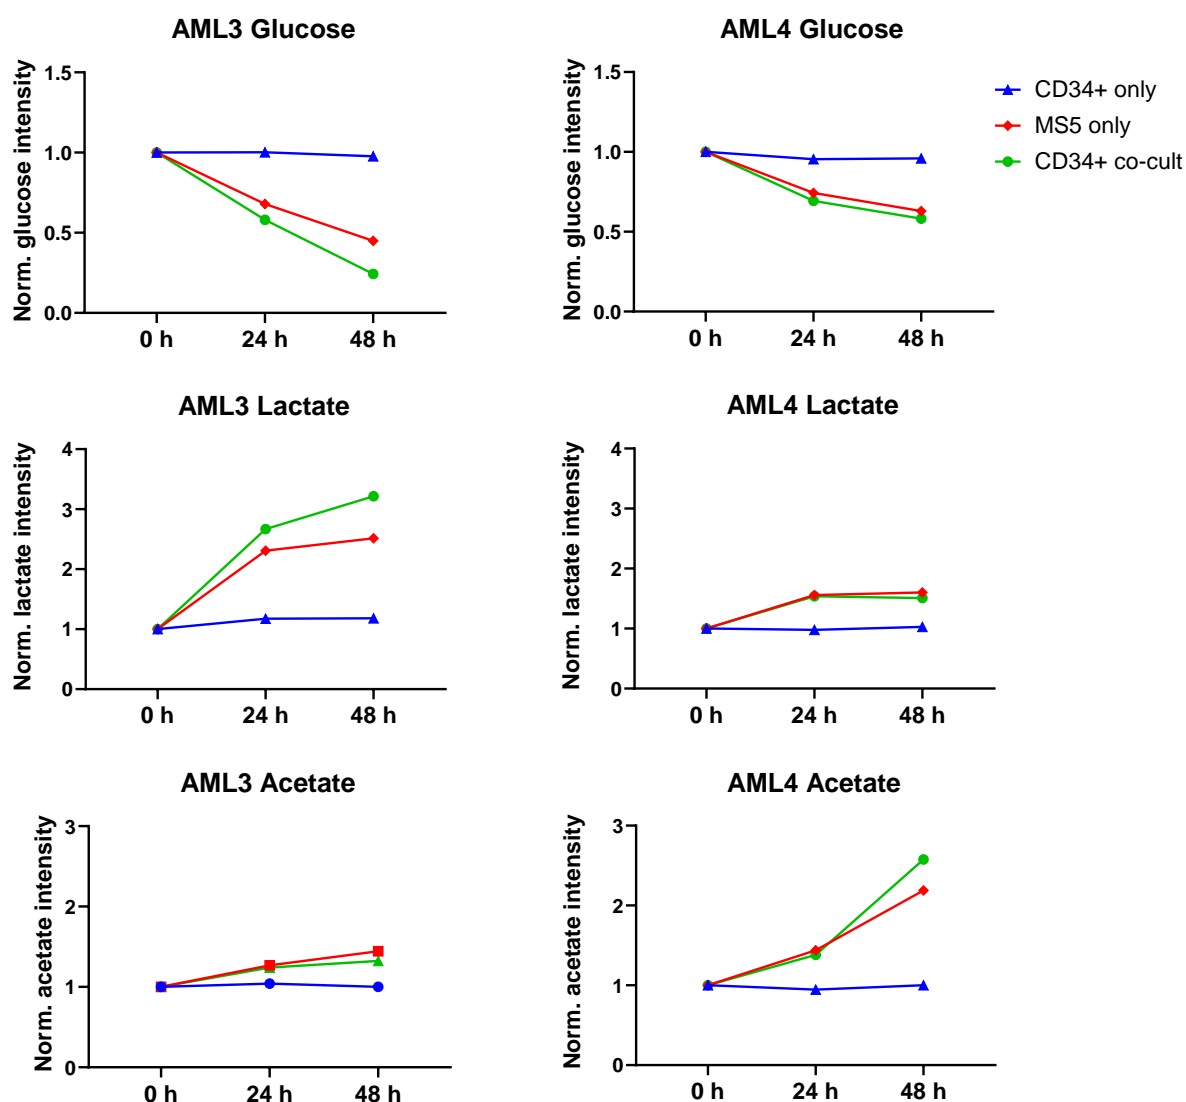 AML3 Glucose
Norm. glucose intensity
1.5
1.0
0.5
0.0
0 h 24 h 48 h
AML4 Glucose
Norm. glucose intensity
1.5
1.0
0.5
0.0
0 h 24 h 48 h
CD34+ only
MS5 only
CD34+ co-cult
AML3 Lactate
Norm. lactate intensity
4
3
2
1
0
0 h 24 h 48 h
AML4 Lactate
Norm. lactate intensity
4
3
2
1
0
0 h 24 h 48 h
AML3 Acetate
Norm. acetate intensity
3
2
1
0
0 h 24 h 48 h
AML4 Acetate
Norm. acetate intensity
3
2
1
0
0 h 24 h 48 h